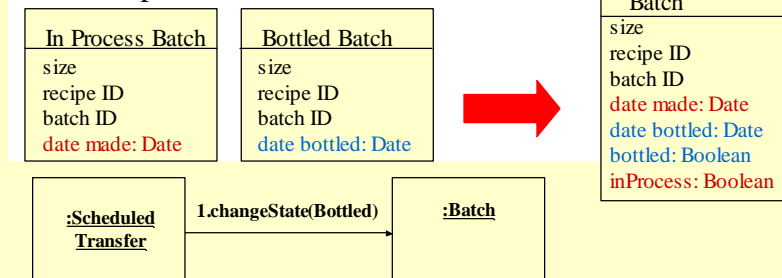 In Process Batch
size
recipe ID
batch ID
date made: Date
Bottled Batch
size
recipe ID
batch ID
date bottled: Date
Batch
size
recipe ID
batch ID
date made: Date
date bottled: Date
bottled: Boolean
inProcess: Boolean
:Scheduled
Transfer
1.changeState(Bottled)
:Batch